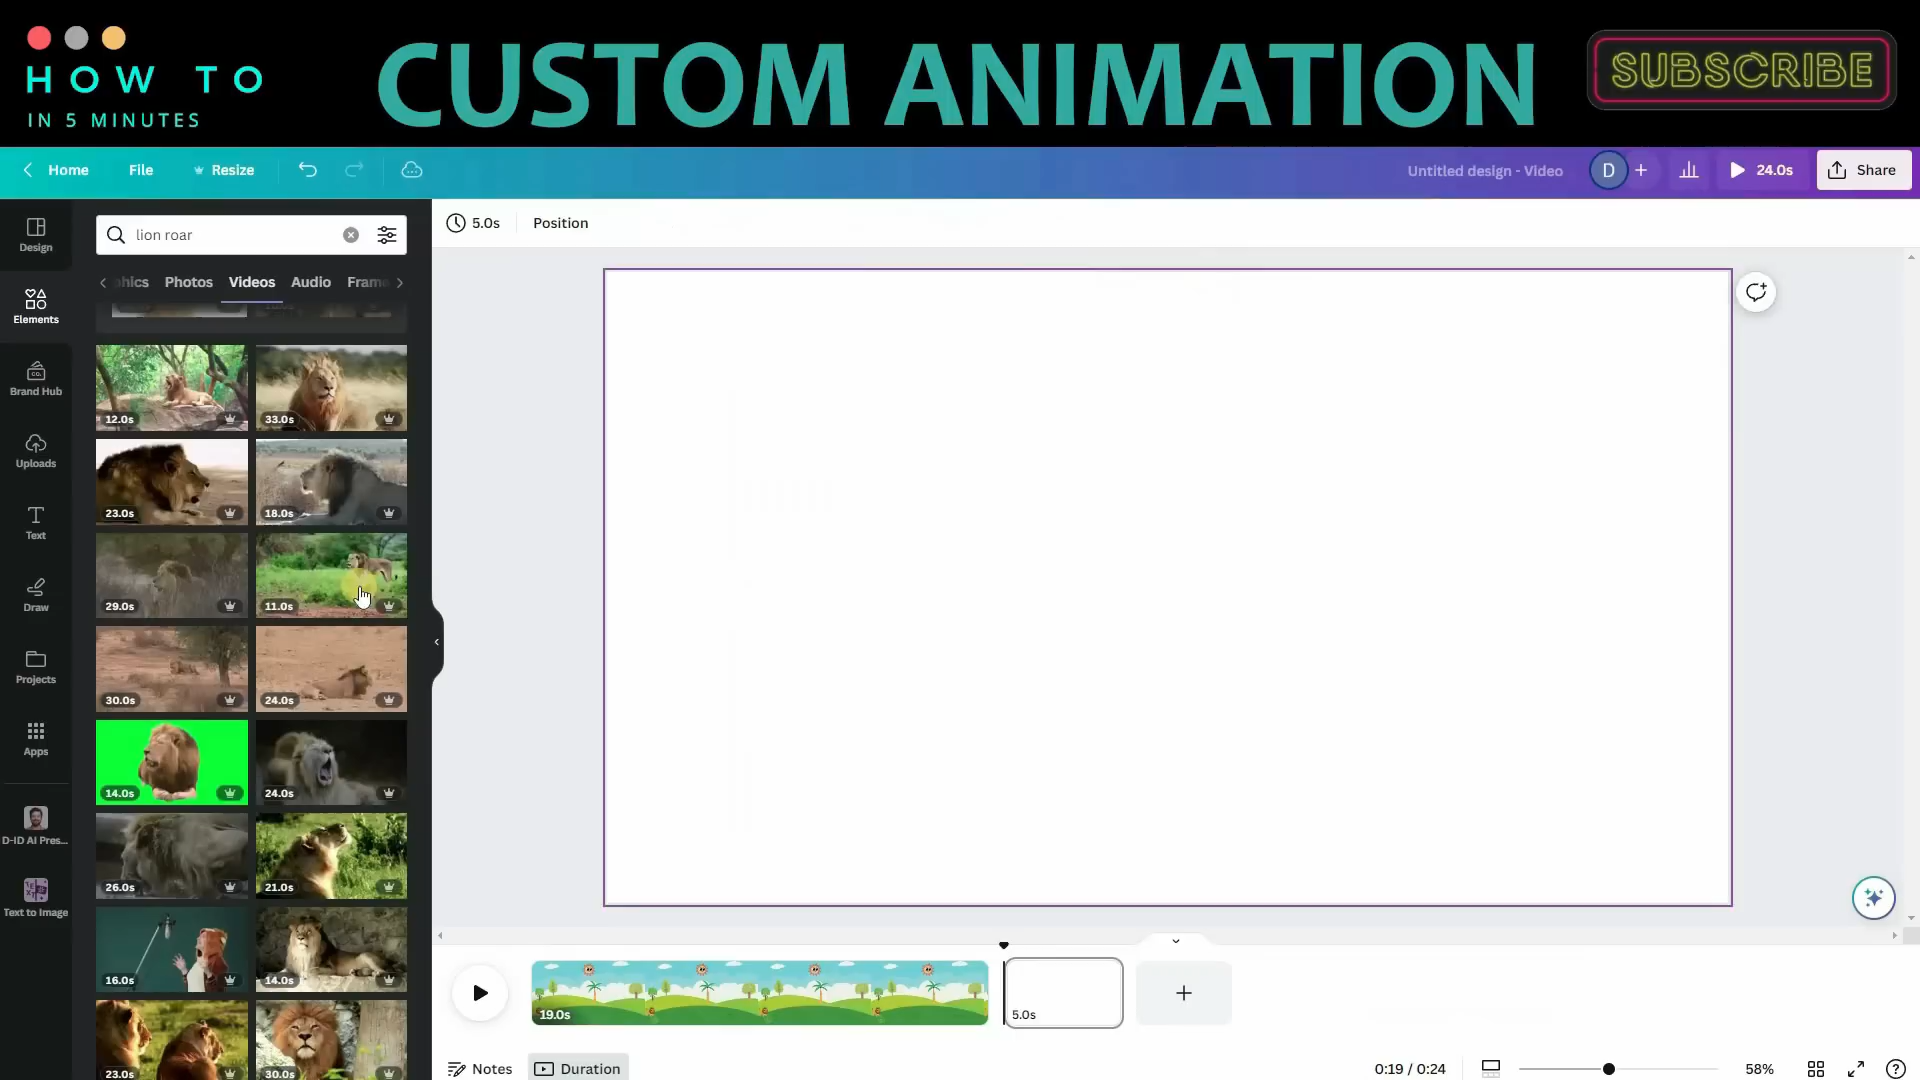 HOW TO
IN 5 MINUTES
CUSTOM ANIMATION
SUBSCRIBE
Home
File
Resize
Untitled design - Video
D
24.0s
Share
Design
Elements
Brand Hub
Uploads
Text
Draw
Projects
Apps
D-ID AI Pres...
Text to Image
lion roar
Photos
Videos
Audio
5.0s
Position
12.0s
33.0s
23.0s
18.0s
29.0s
11.0s
30.0s
24.0s
14.0s
24.0s
26.0s
21.0s
16.0s
14.0s
23.0s
30.0s
19.0s
5.0s
Notes
Duration
0:19 / 0:24
58%